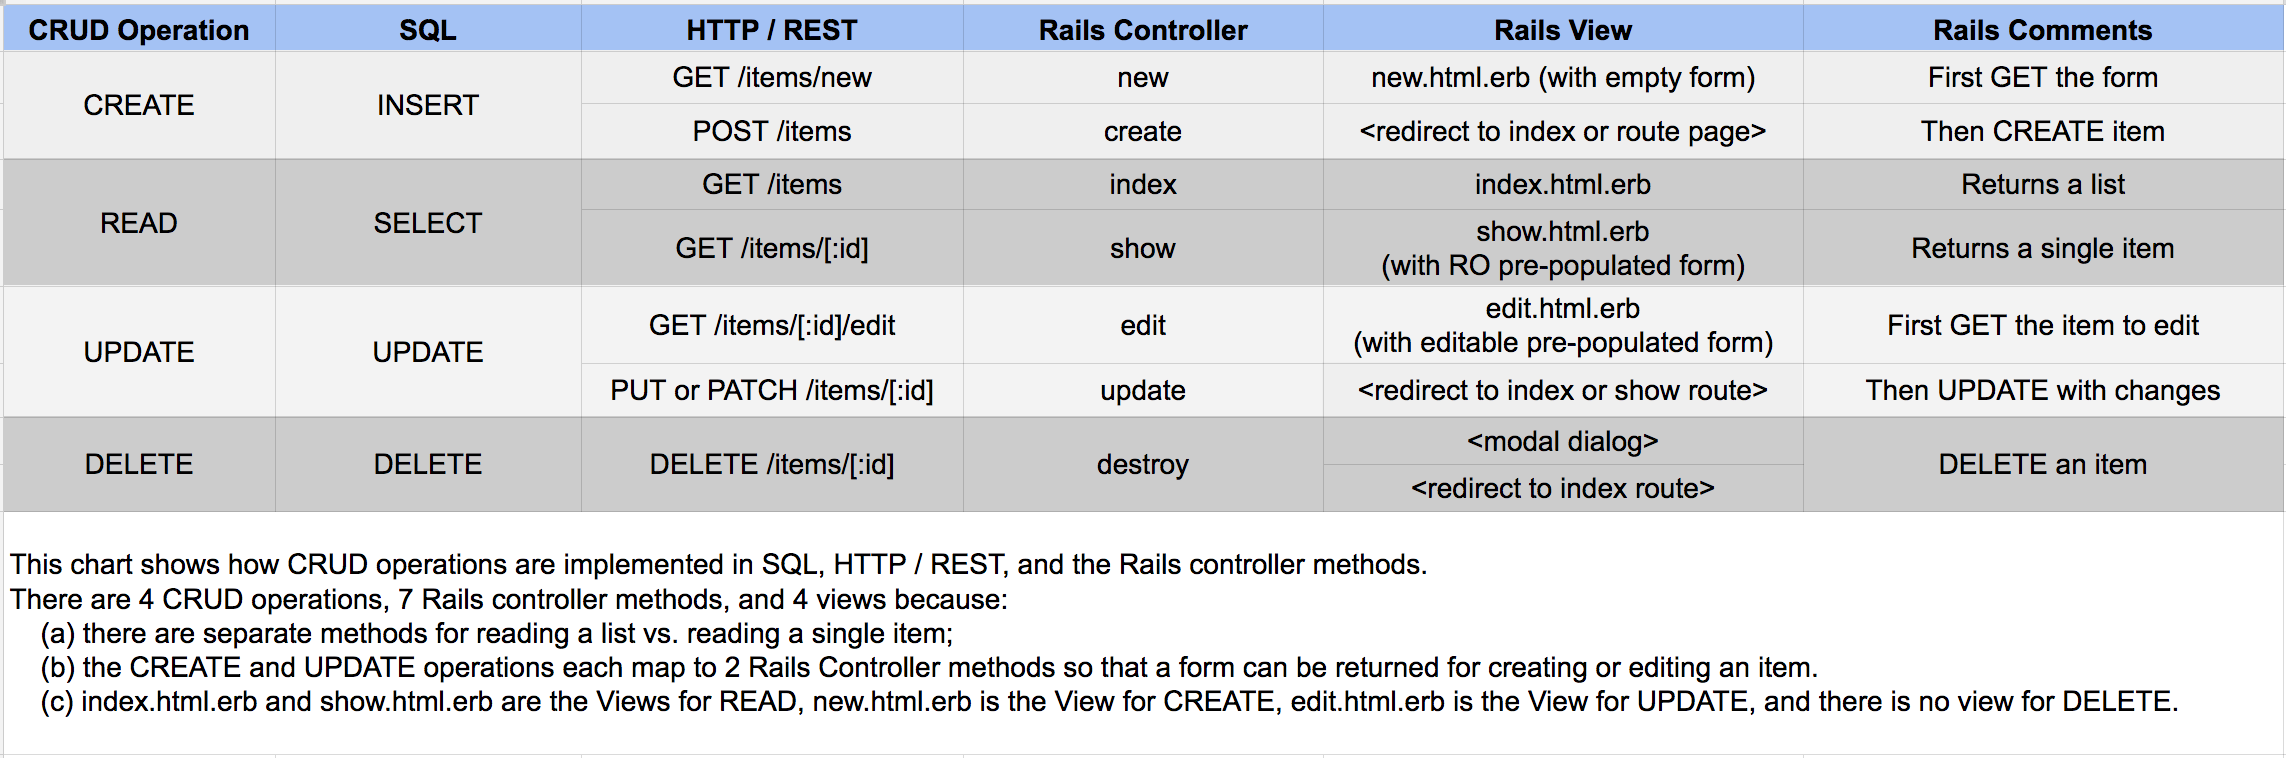 CRUD Operation SQL HTTP / REST Rails Controller Rails View Rails Comments
CREATE INSERT GET /items/new new new.html.erb (with empty form) First GET the form
POST /items create <redirect to index or route page> Then CREATE item
READ SELECT GET /items index index.html.erb Returns a list
GET /items/[:id] show show.html.erb
(with RO pre-populated form) Returns a single item
UPDATE UPDATE GET /items/[:id]/edit edit edit.html.erb
(with editable pre-populated form) First GET the item to edit
PUT or PATCH /items/[:id] update <redirect to index or show route> Then UPDATE with changes
DELETE DELETE DELETE /items/[:id] destroy <modal dialog> DELETE an item
<redirect to index route>
This chart shows how CRUD operations are implemented in SQL, HTTP / REST, and the Rails controller methods.
There are 4 CRUD operations, 7 Rails controller methods, and 4 views because:
(a) there are separate methods for reading a list vs. reading a single item;
(b) the CREATE and UPDATE operations each map to 2 Rails Controller methods so that a form can be returned for creating or editing an item.
(c) index.html.erb and show.html.erb are the Views for READ, new.html.erb is the View for CREATE, edit.html.erb is the View for UPDATE, and there is no view for DELETE.